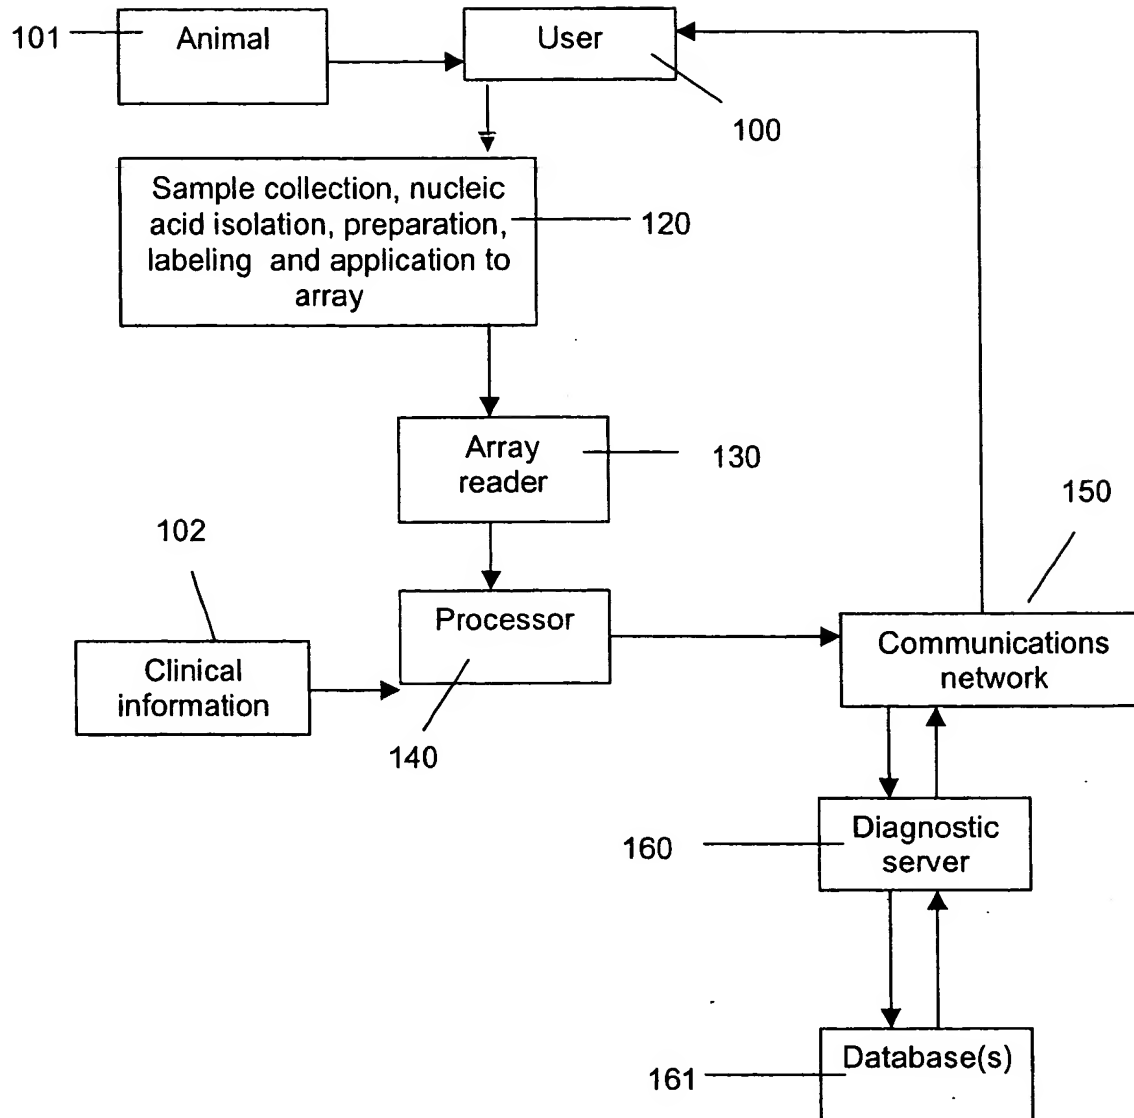 101
Animal
User
100
Sample collection, nucleic
acid isolation, preparation,
labeling and application to
array
120
Array
reader
130
150
102
Processor
Communications
network
Clinical
information
140
Diagnostic
server
160
Database(s)
161